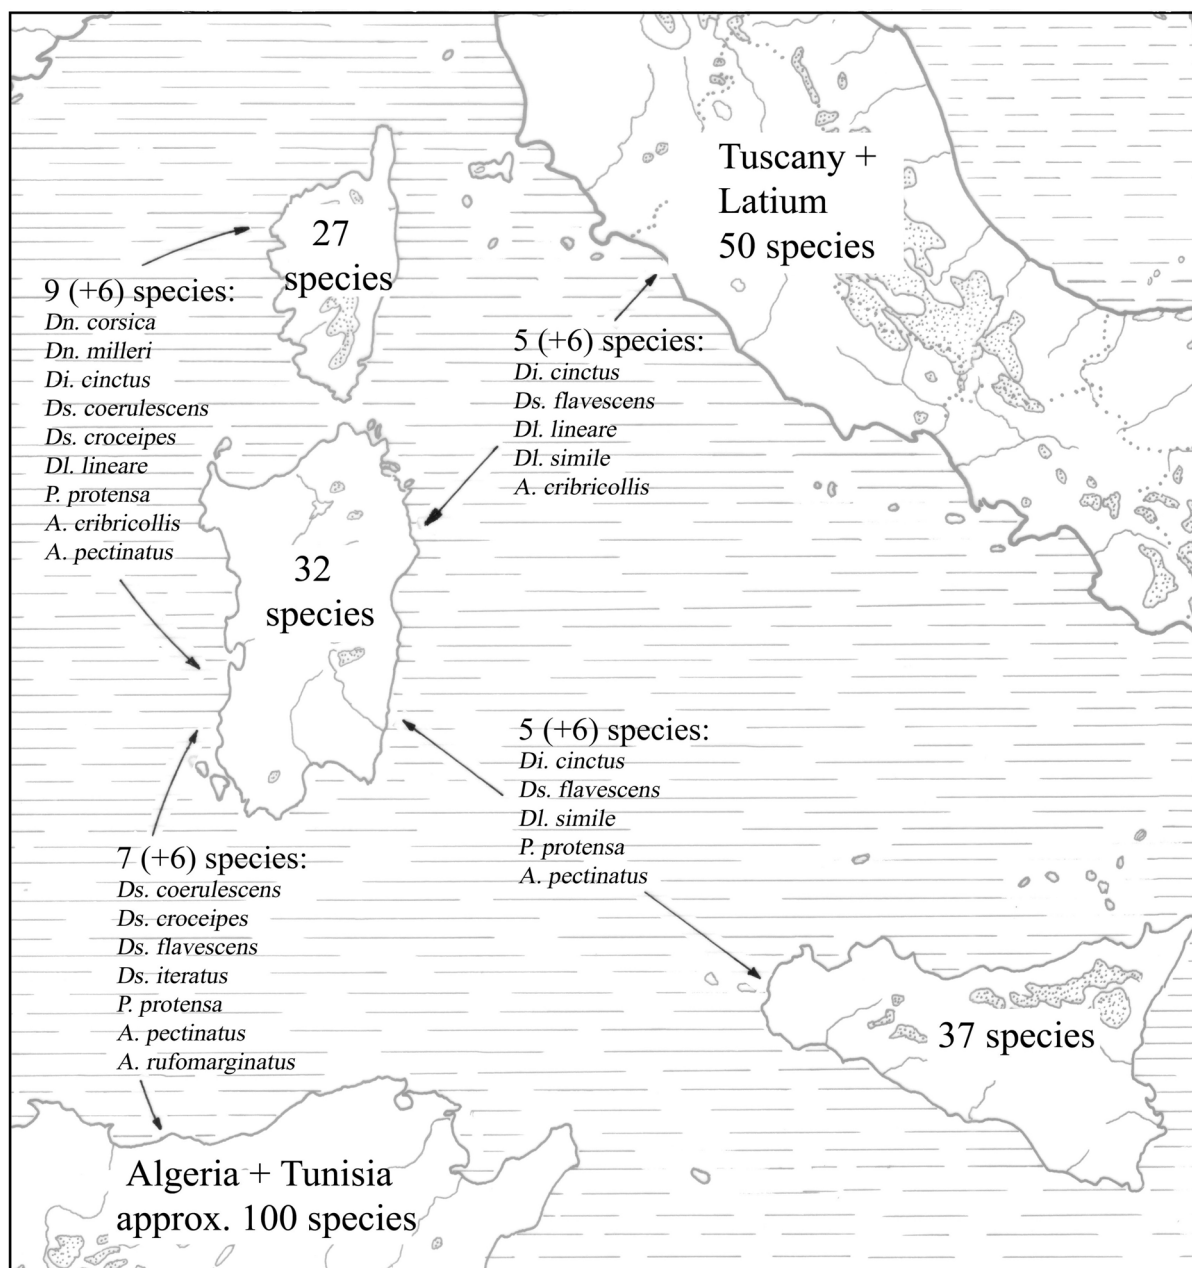 Tuscany +
Latium
50 species
27
species
9 (+6) species:
Dn. corsica
Dn. milleri
Di. cinctus
Ds. coerulescens
Ds. croceipes
Dl. lineare
P. protensa
A. cribricollis
A. pectinatus
5 (+6) species:
Di. cinctus
Ds. flavescens
Dl. lineare
Dl. simile
A. cribricollis
32
species
5 (+6) species:
Di. cinctus
Ds. flavescens
Dl. simile
P. protensa
A. pectinatus
7 (+6) species:
Ds. coerulescens
Ds. croceipes
Ds. flavescens
Ds. iteratus
P. protensa
A. pectinatus
A. rufomarginatus
37 species
Algeria + Tunisia
approx. 100 species